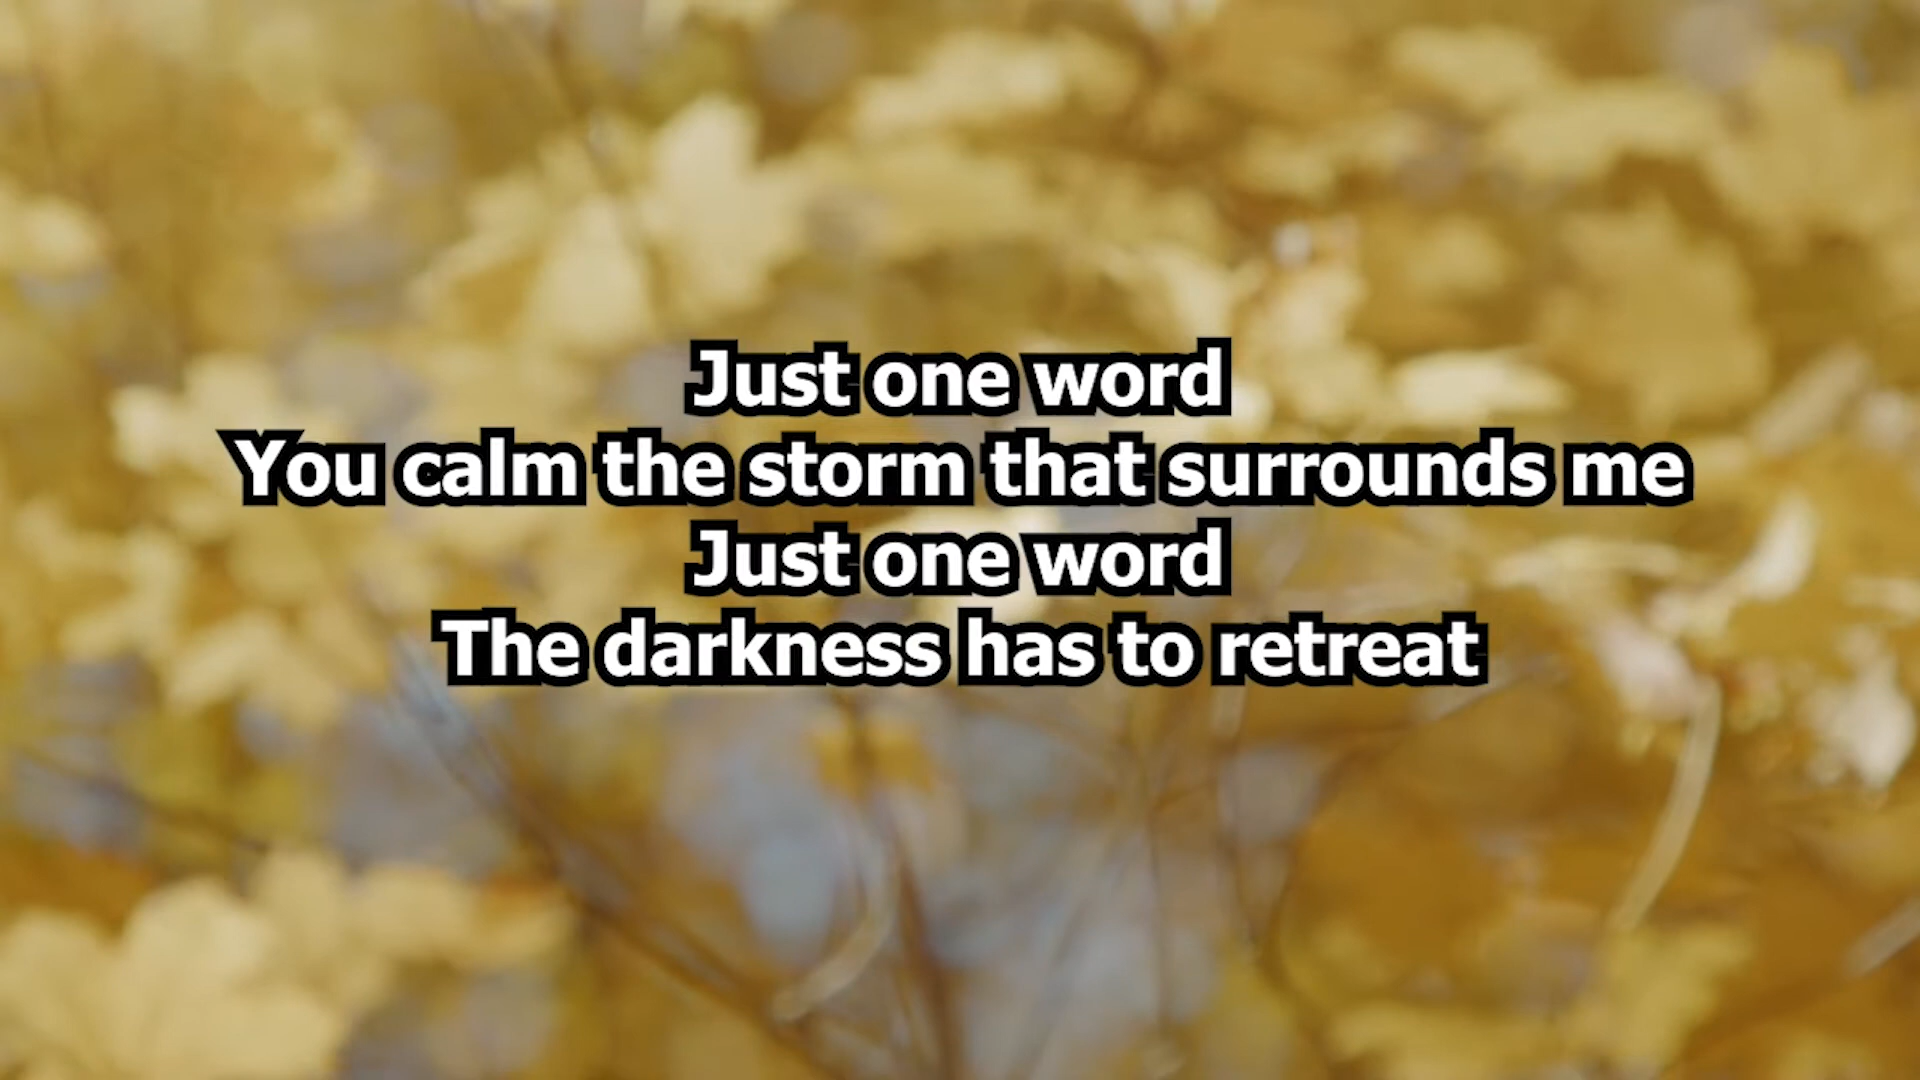 Just one word
You calm the storm that surrounds me
Just one word
The darkness has to retreat